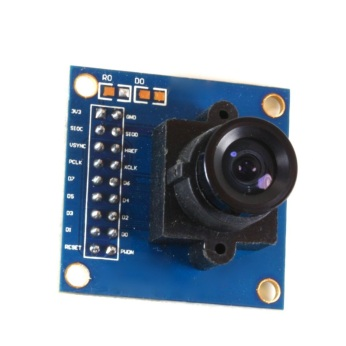 R0 D0
3V3 GND
SIOC SIOD
VSYNC HREF
PCLK XCLK
D7 D6
D5 D4
D3 D2
D1 D0
RESET PWDN